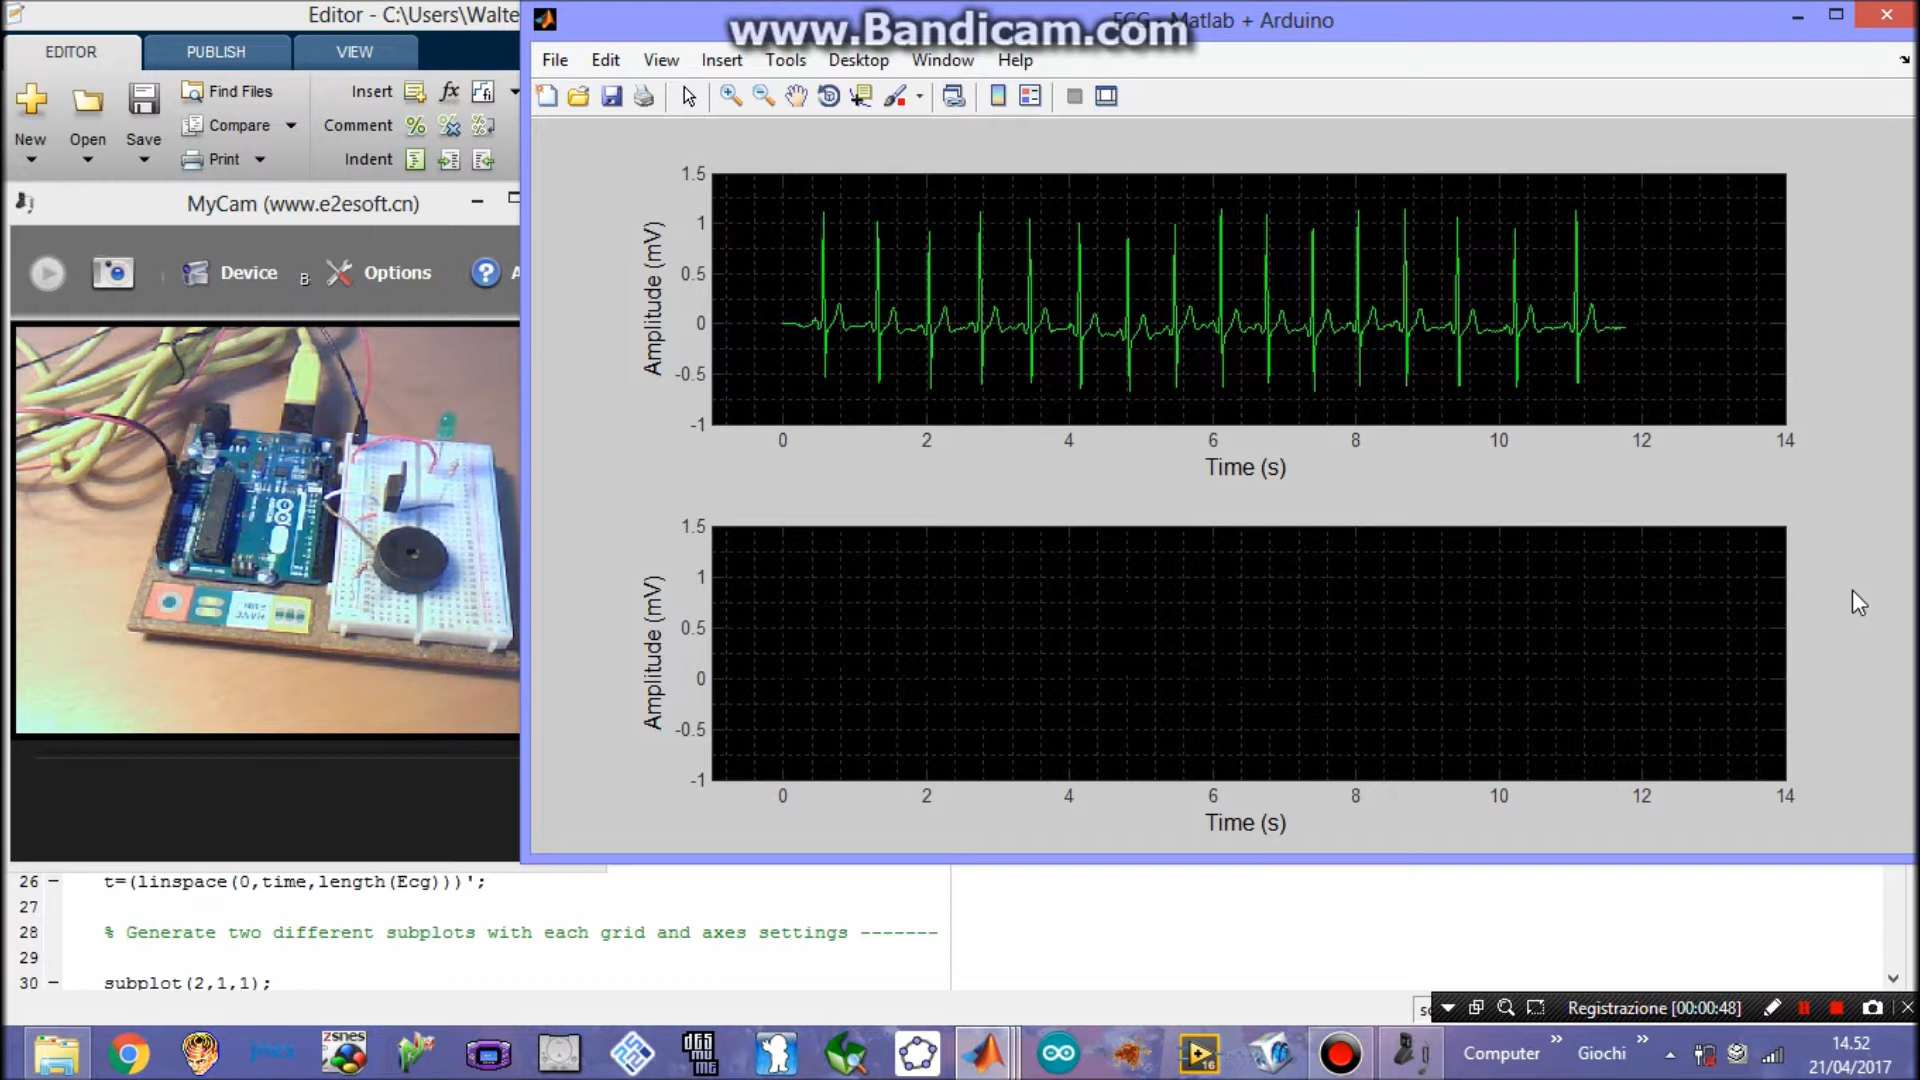 Editor - C:\Users\Walte
www.Bandicam.com
Matlab + Arduino
EDITOR
PUBLISH
VIEW
File Edit View Insert Tools Desktop Window Help
Find Files
Insert
fx
Compare
Comment
New
Open
Save
Print
Indent
MyCam (www.e2esoft.cn)
Device
B
Options
?
A
1.5
1
0.5
0
-0.5
-1
Amplitude (mV)
0 2 4 6 8 10 12 14
Time (s)
1.5
1
0.5
0
-0.5
-1
Amplitude (mV)
0 2 4 6 8 10 12 14
Time (s)
26 - t=(linspace(0,time,length(Ecg)))';
27
28 % Generate two different subplots with each grid and axes settings -------
29
30 - subplot(2,1,1);
sc
Registrazione [00:00:48]
zsnes
16
Computer »
Giochi »
14.52
21/04/2017